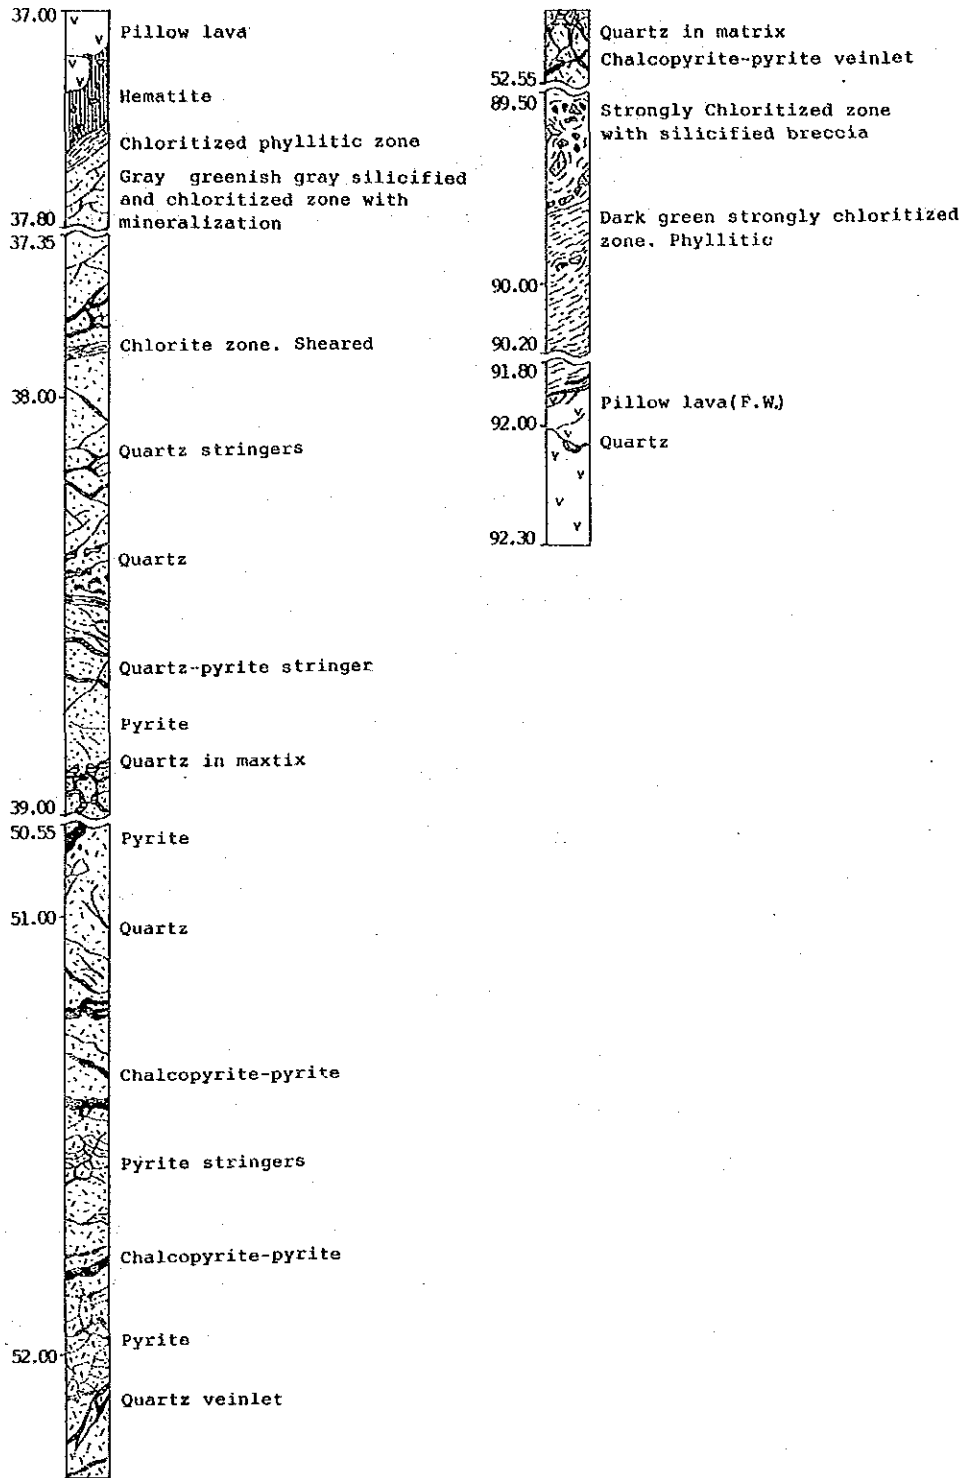 37.00
Pillow lava
Hematite
Chloritized phyllitic zone
Gray greenish gray silicified
and chloritized zone with
mineralization
37.80
37.35
Chlorite zone. Sheared
38.00
Quartz stringers
Quartz
Quartz-pyrite stringer
Pyrite
Quartz in maxtix
39.00
50.55
Pyrite
51.00
Quartz
Chalcopyrite-pyrite
Pyrite stringers
Chalcopyrite-pyrite
Pyrite
52.00
Quartz veinlet
Quartz in matrix
Chalcopyrite-pyrite veinlet
52.55
89.50
Strongly Chloritized zone
with silicified breccia
Dark green strongly chloritized
zone. Phyllitic
90.00
90.20
91.80
Pillow lava(F.W.)
92.00
Quartz
92.30